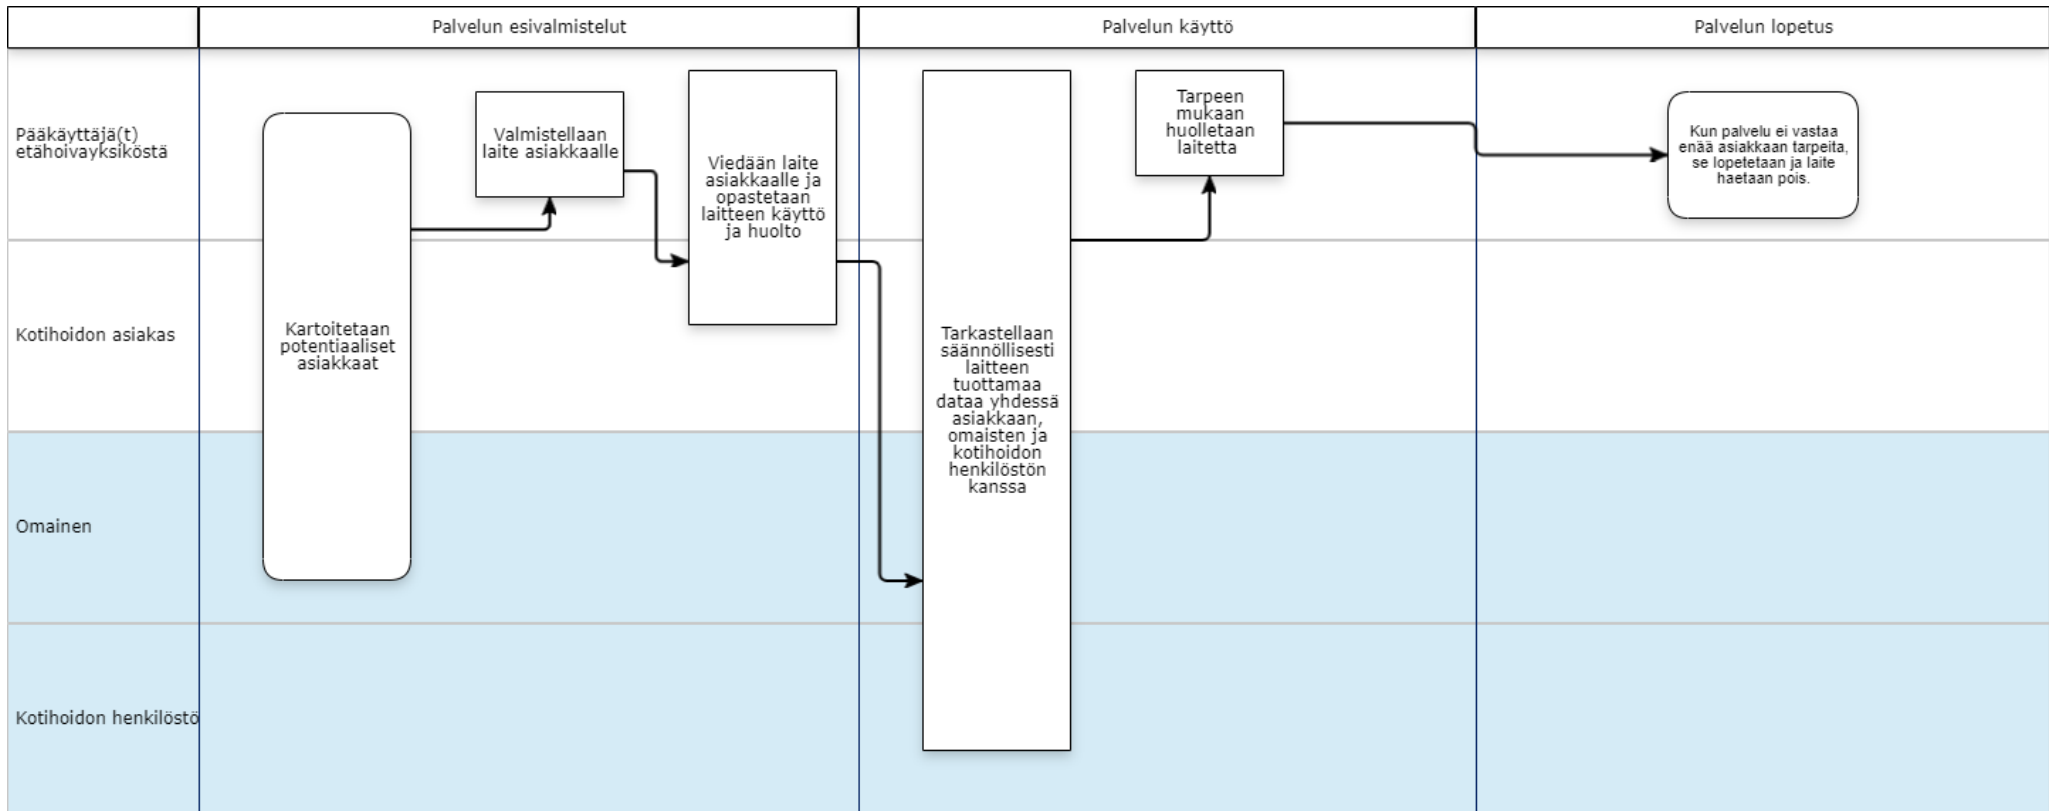 Palvelun esivalmistelut
Palvelun käyttö
Palvelun lopetus
Pääkäyttäjä(t)
etähoivayksiköstä
Valmistellaan
laite asiakkaalle
Viedään laite
asiakkaalle ja
opastetaan
laitteen käyttö
ja huolto
Tarpeen
mukaan
huolletaan
laitetta
Kun palvelu ei vastaa
enää asiakkaan tarpeita,
se lopetetaan ja laite
haetaan pois.
Kotihoidon asiakas
Kartoitetaan
potentiaaliset
asiakkaat
Tarkastellaan
säännöllisesti
laitteen
tuottamaa
dataa yhdessä
asiakkaan,
omaisten ja
kotihoidon
henkilöstön
kanssa
Omainen
Kotihoidon henkilöstö